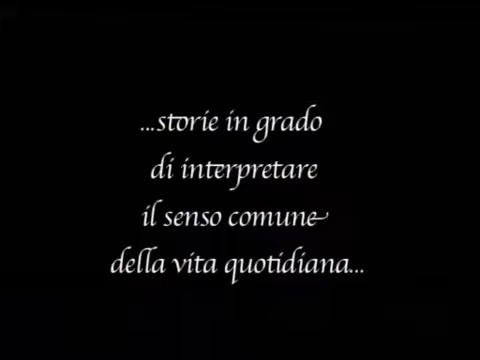 ...storie in grado
di interpretare
il senso comune
della vita quotidiana...